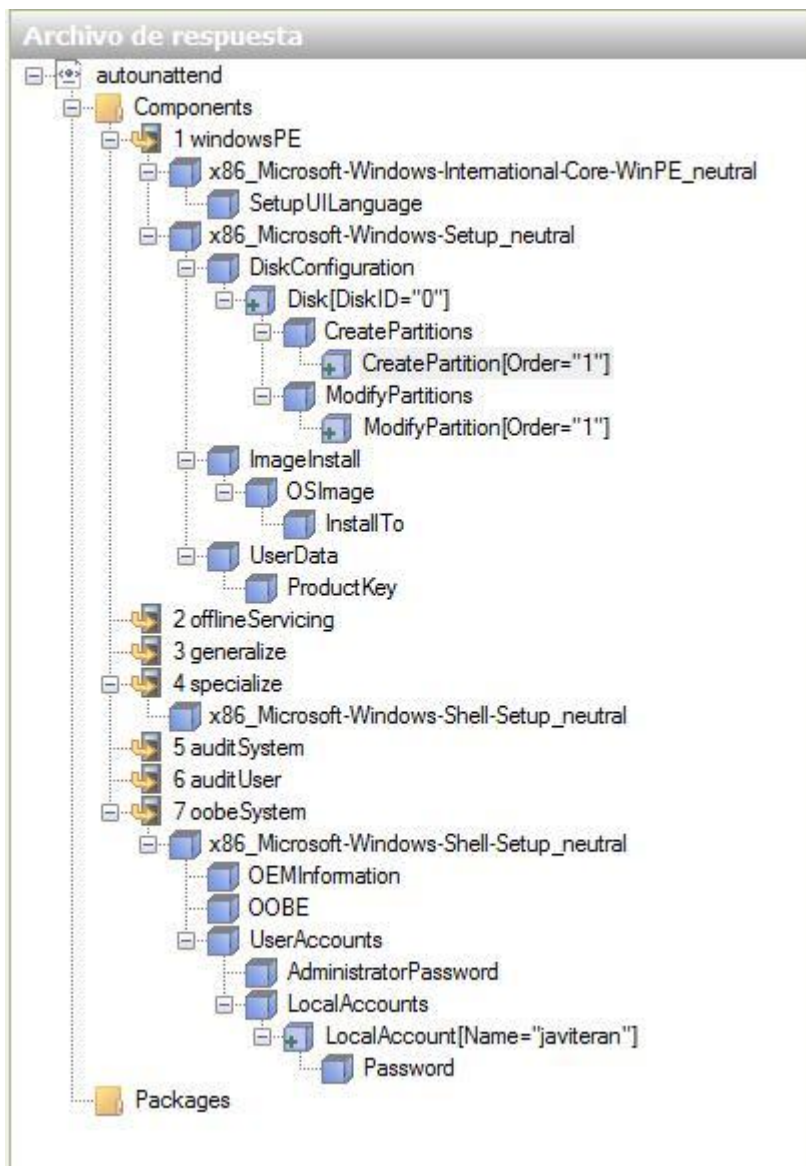 Archivo de respuesta
autounattend
Components
1 windowsPE
x86_Microsoft-Windows-International-Core-WinPE_neutral
SetupUILanguage
x86_Microsoft-Windows-Setup_neutral
DiskConfiguration
Disk[DiskID="0"]
CreatePartitions
CreatePartition[Order="1"]
ModifyPartitions
ModifyPartition[Order="1"]
ImageInstall
OSImage
InstallTo
UserData
ProductKey
2 offlineServicing
3 generalize
4 specialize
x86_Microsoft-Windows-Shell-Setup_neutral
5 auditSystem
6 auditUser
7 oobeSystem
x86_Microsoft-Windows-Shell-Setup_neutral
OEMInformation
OOBE
UserAccounts
AdministratorPassword
LocalAccounts
LocalAccount[Name="javiteran"]
Password
Packages